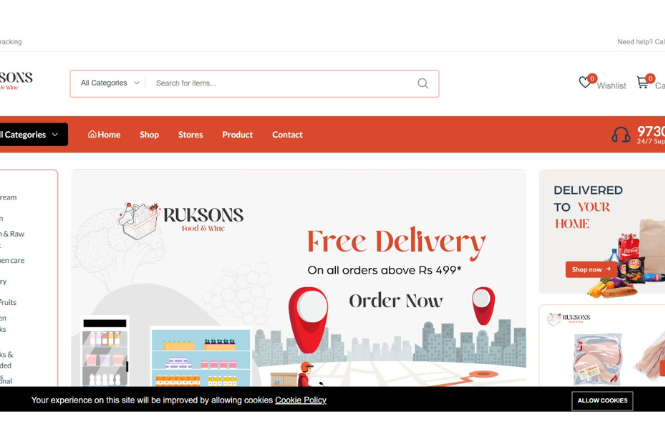 racking
Need help? Cal
SONS
d & Wine
All Categories
Search for items...
0
Wishlist
0
Ca
ll Categories
Home
Shop
Stores
Product
Contact
9730
24/7 Sup
ream
n
n & Raw
en care
ry
Fruits
en
ks
ks &
ded
onal
RUKSONS
Food & Wine
Free Delivery
On all orders above Rs 499*
Order Now
DELIVERED
TO YOUR
HOME
Shop now
RUKSONS
Your experience on this site will be improved by allowing cookies Cookie Policy
ALLOW COOKIES